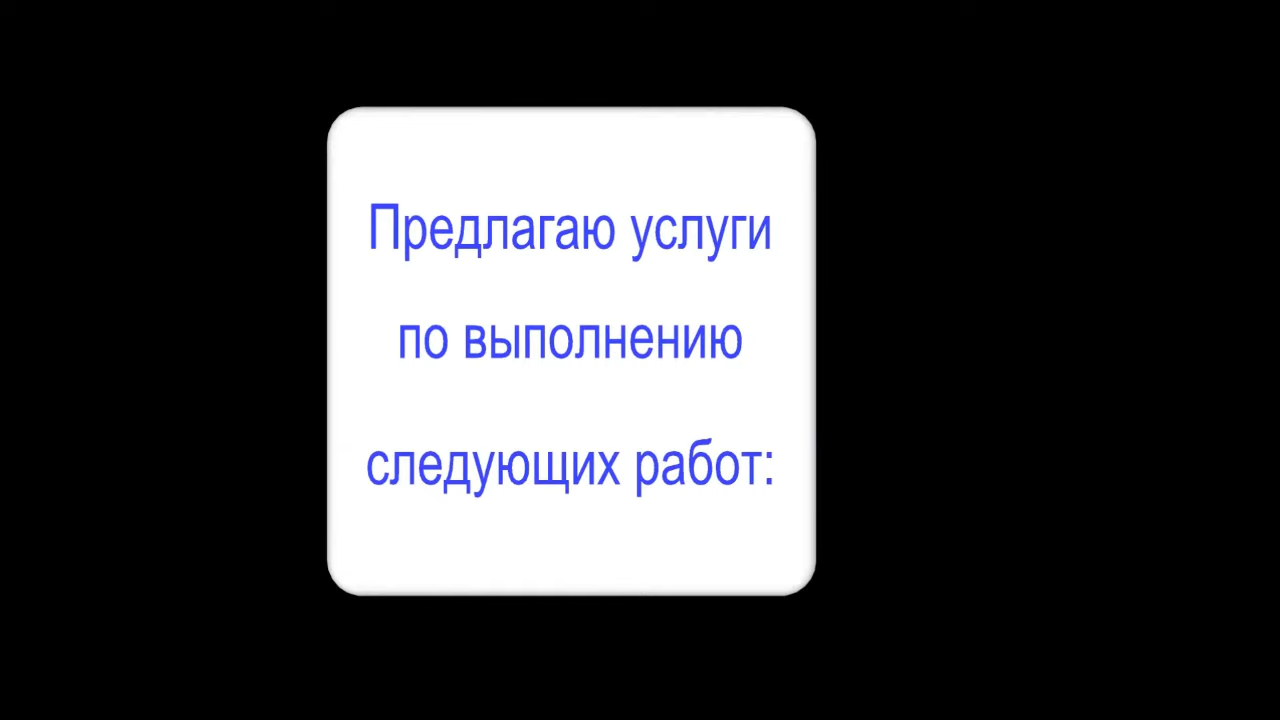 Предлагаю услуги
по выполнению
следующих работ: